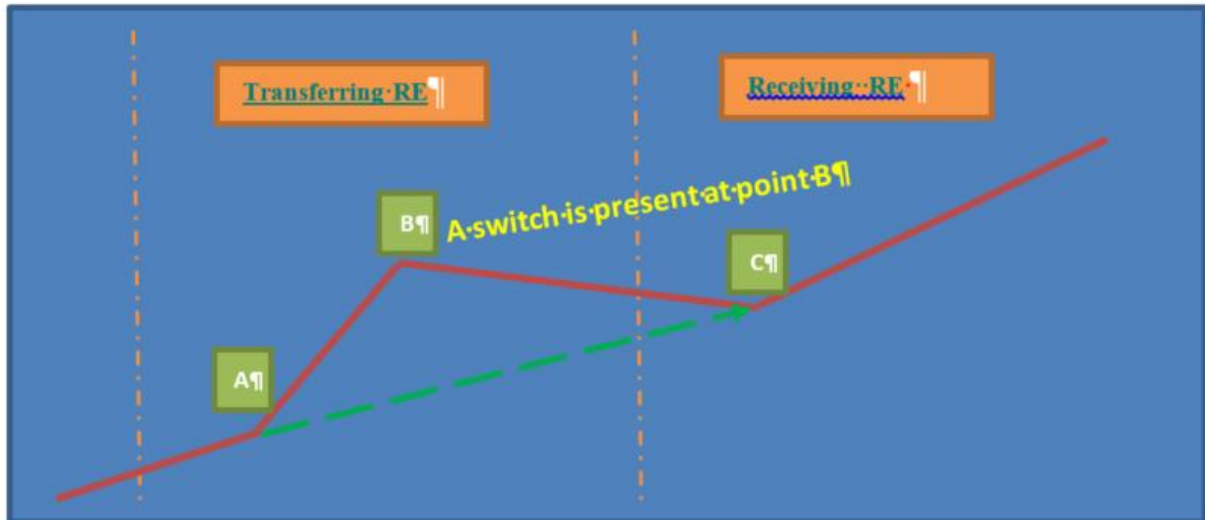 Transferring·RE¶
Receiving··RE·¶
A·switch·is·present·at·point·B¶
B¶
C¶
A¶